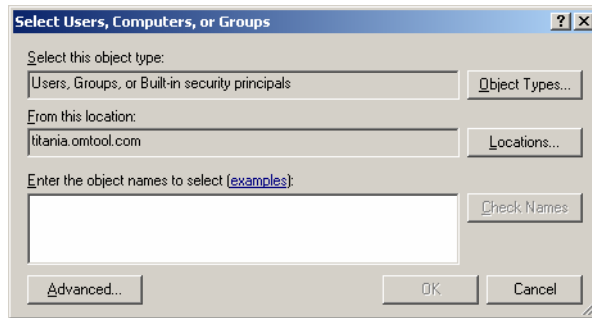 Select Users, Computers, or Groups
Select this object type:
Users, Groups, or Built-in security principals
Object Types...
From this location:
titania.omtool.com
Locations...
Enter the object names to select (examples):
Check Names
Advanced...
OK
Cancel